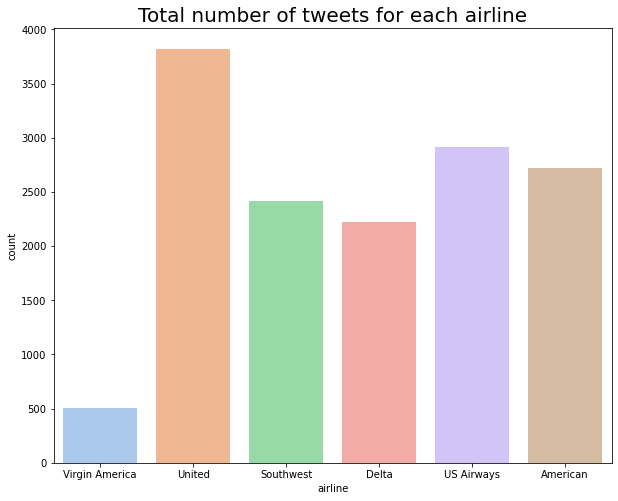 Total number of tweets for each airline
4000
3500
3000
2500
2000
1500
1000
500
0
count
Virgin America United Southwest Delta US Airways American
airline